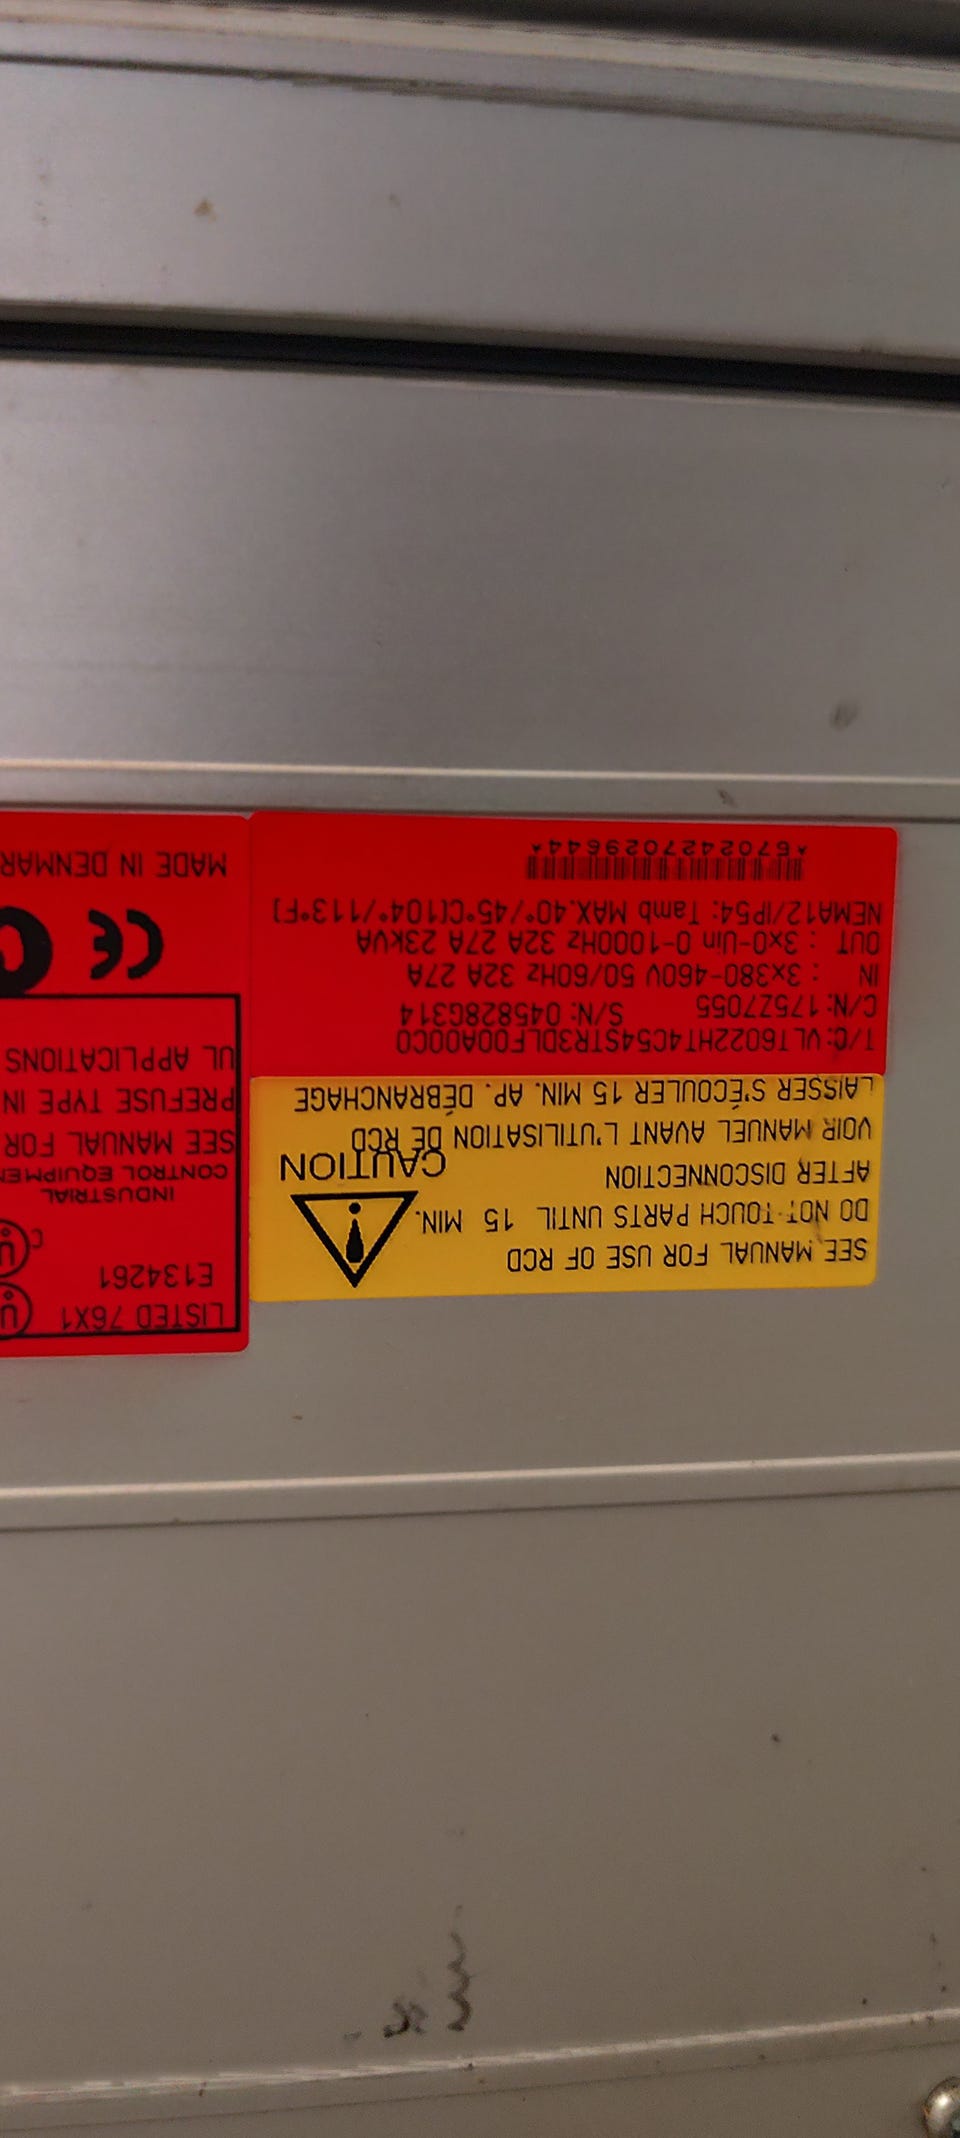 T/C: VLT6022HT4C54STR3DLF00A00C0
C/N: 175Z7055 S/N: 045828G314
IN : 3x380-460V 50/60Hz 32A 27A
OUT : 3x0-Uin 0-1000Hz 32A 27A 23kVA
NEMA12/IP54: Tamb MAX.40°/45°C(104°/113°F)
*5702427029644*
SEE MANUAL FOR USE OF RCD
DO NOT TOUCH PARTS UNTIL 15 MIN.
AFTER DISCONNECTION
VOIR MANUEL AVANT L'UTILISATION DE RCD
LAISSER S'ÉCOULER 15 MIN. AP. DÉBRANCHAGE
CAUTION
LISTED 76X1
E134261
C
INDUSTRIAL
CONTROL EQUIPMEN
SEE MANUAL FOR
PREFUSE TYPE IN
UL APPLICATIONS
CE
MADE IN DENMAR